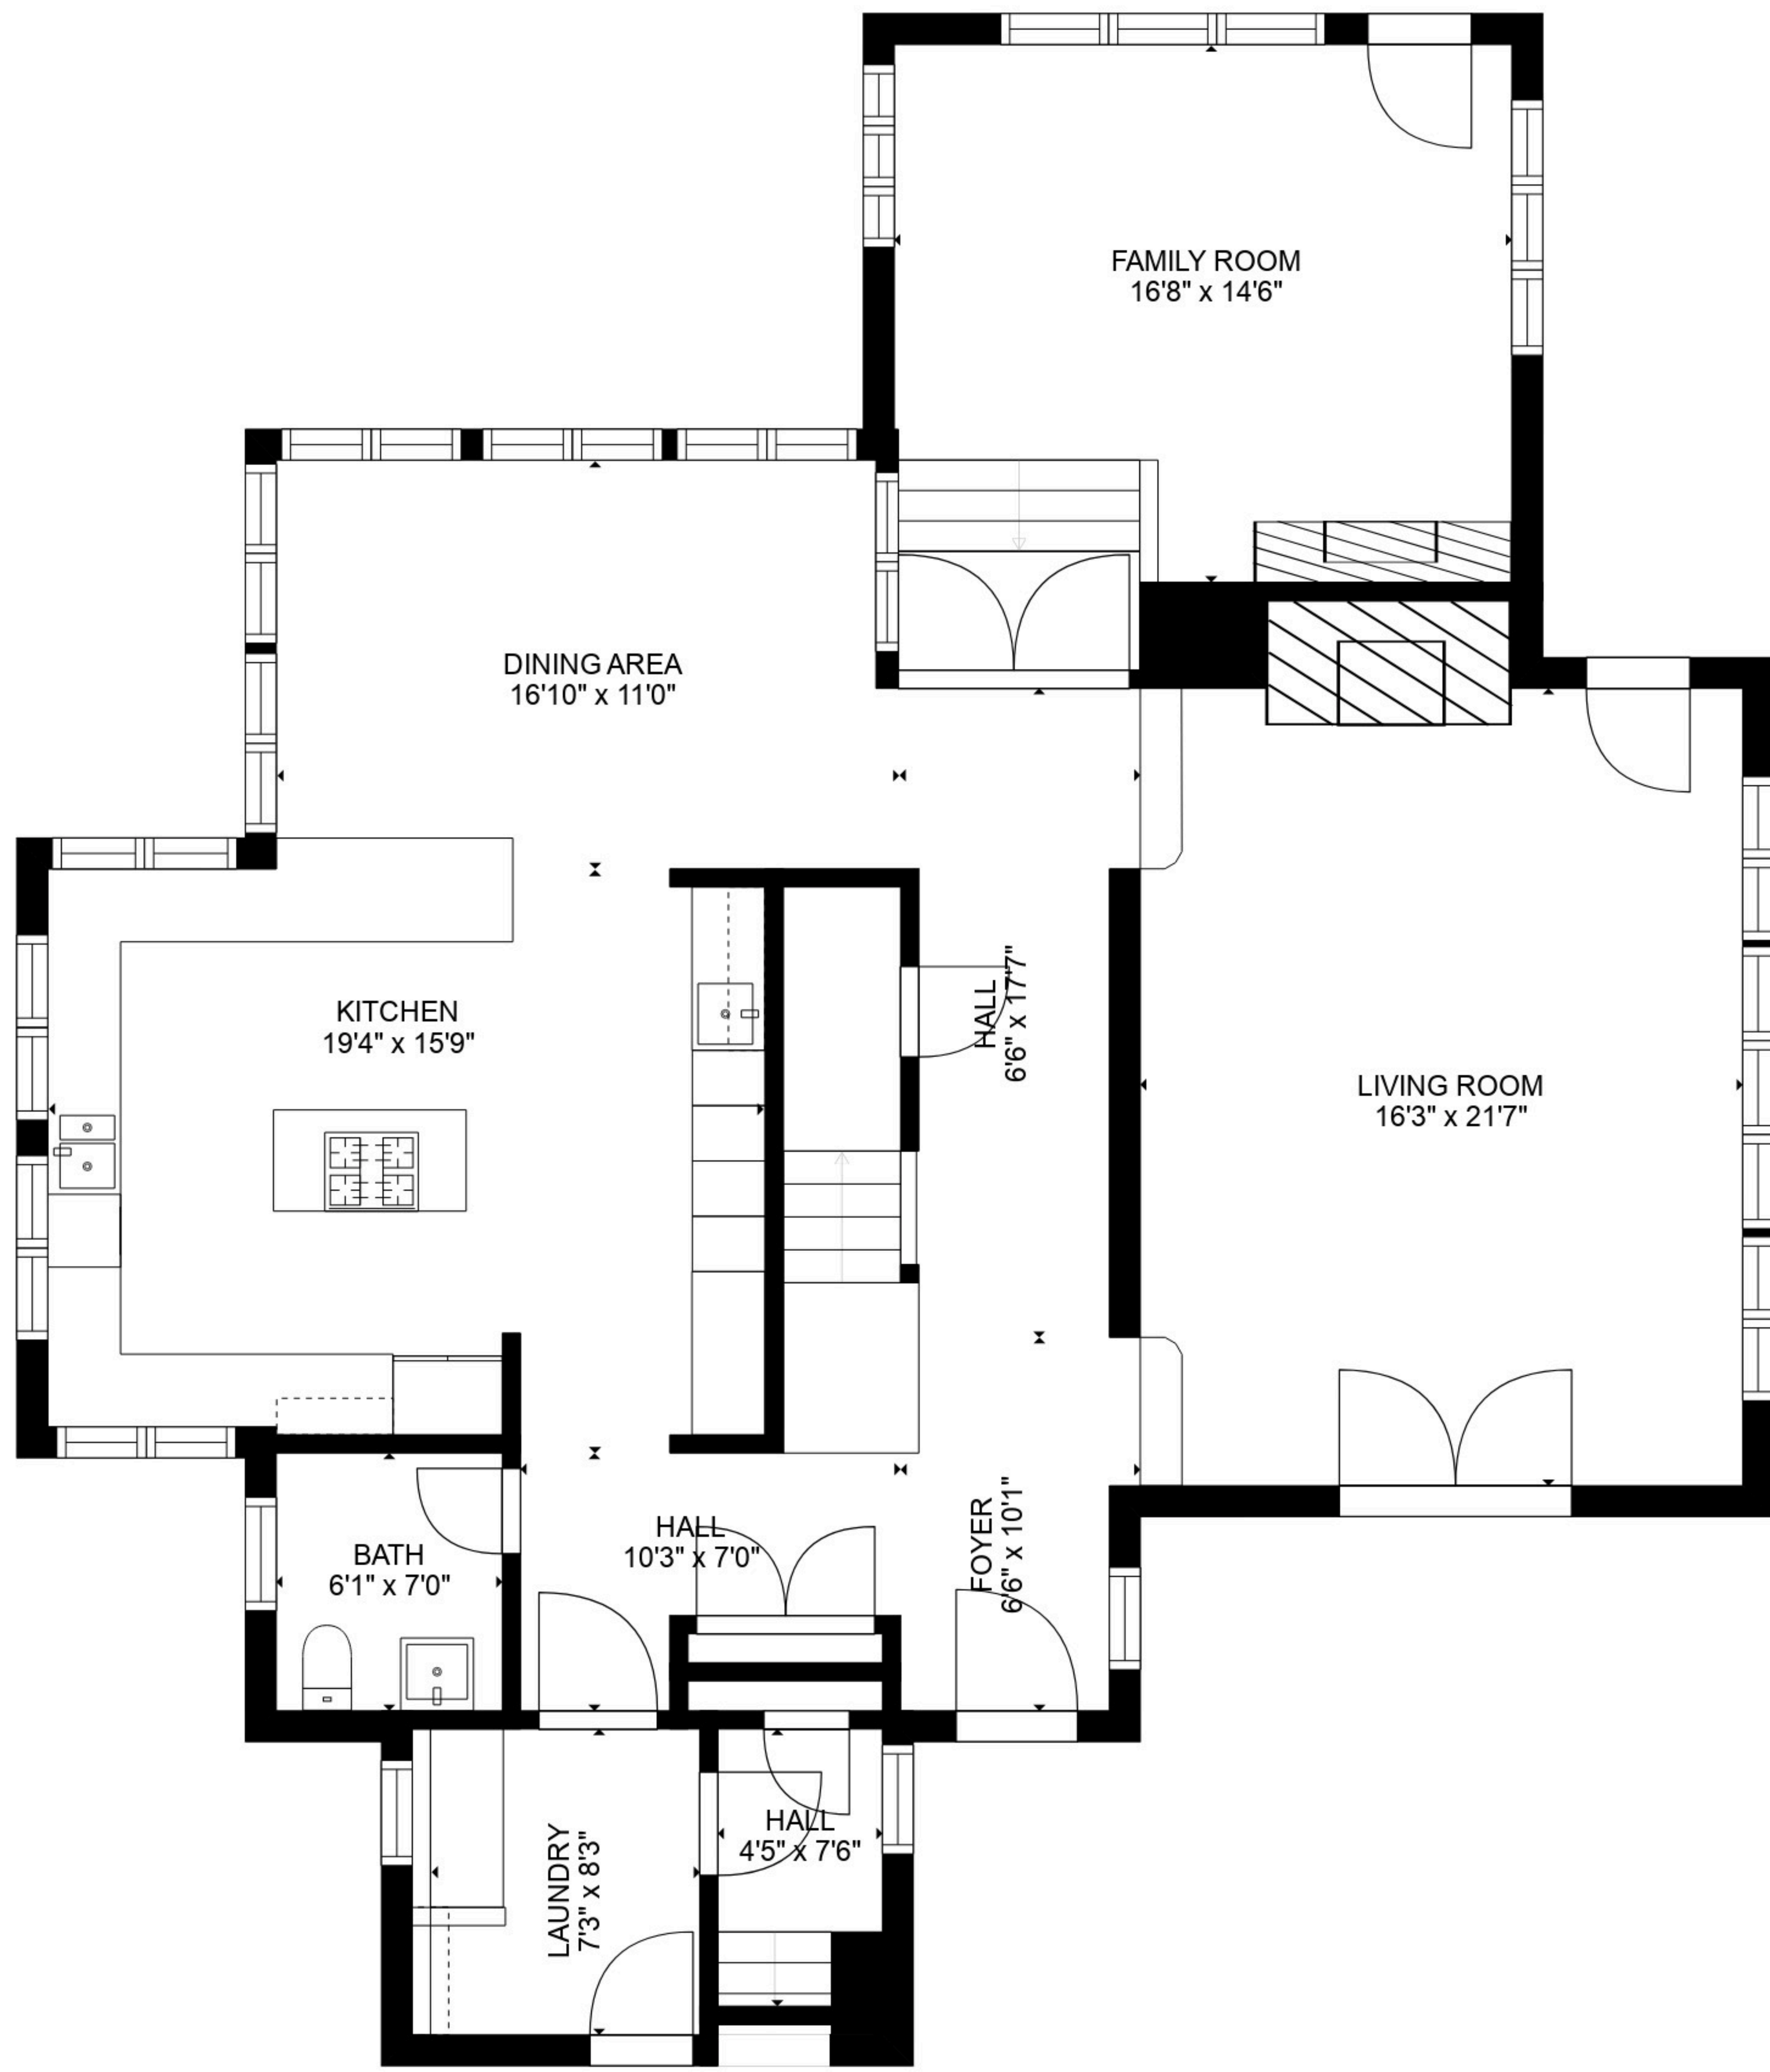 FAMILY ROOM
16'8" x 14'6"
DINING AREA
16'10" x 11'0"
KITCHEN
19'4" x 15'9"
HALL
6'6" x 17'7"
LIVING ROOM
16'3" x 21'7"
HALL
10'3" x 7'0"
FOYER
6'6" x 10'1"
BATH
6'1" x 7'0"
LAUNDRY
7'3" x 8'3"
HALL
4'5" x 7'6"